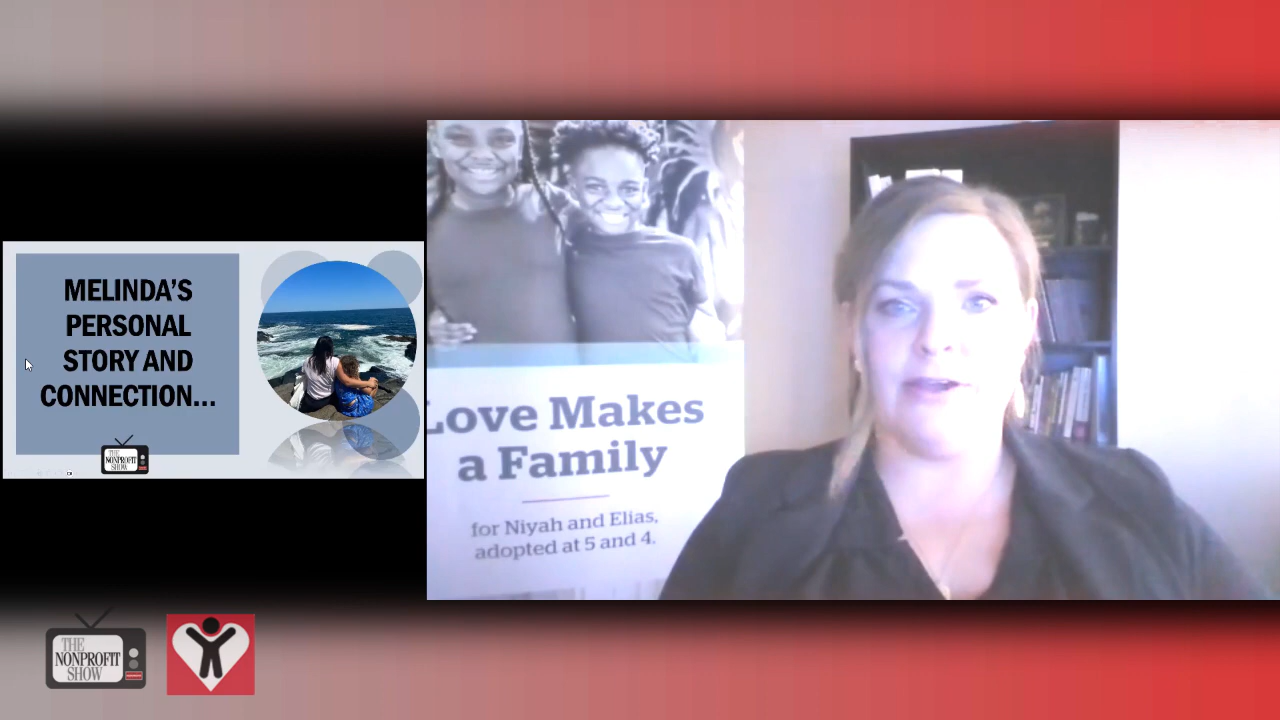 MELINDA'S
PERSONAL
STORY AND
CONNECTION...
THE
NONPROFIT
SHOW
Love Makes
a Family
for Niyah and Elias,
adopted at 5 and 4.
THE
NONPROFIT
SHOW